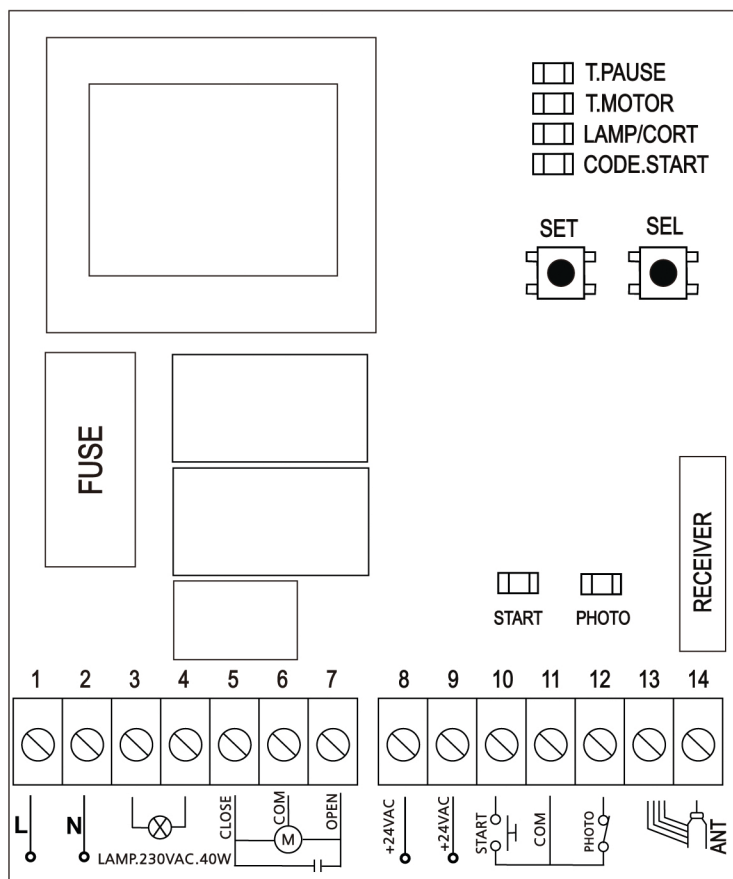 T.PAUSE
T.MOTOR
LAMP/CORT
CODE.START
SET SEL
FUSE
RECEIVER
START PHOTO
1 2 3 4 5 6 7 8 9 10 11 12 13 14
L N LAMP.230VAC.40W CLOSE COM OPEN M +24VAC +24VAC START COM PHOTO ANT